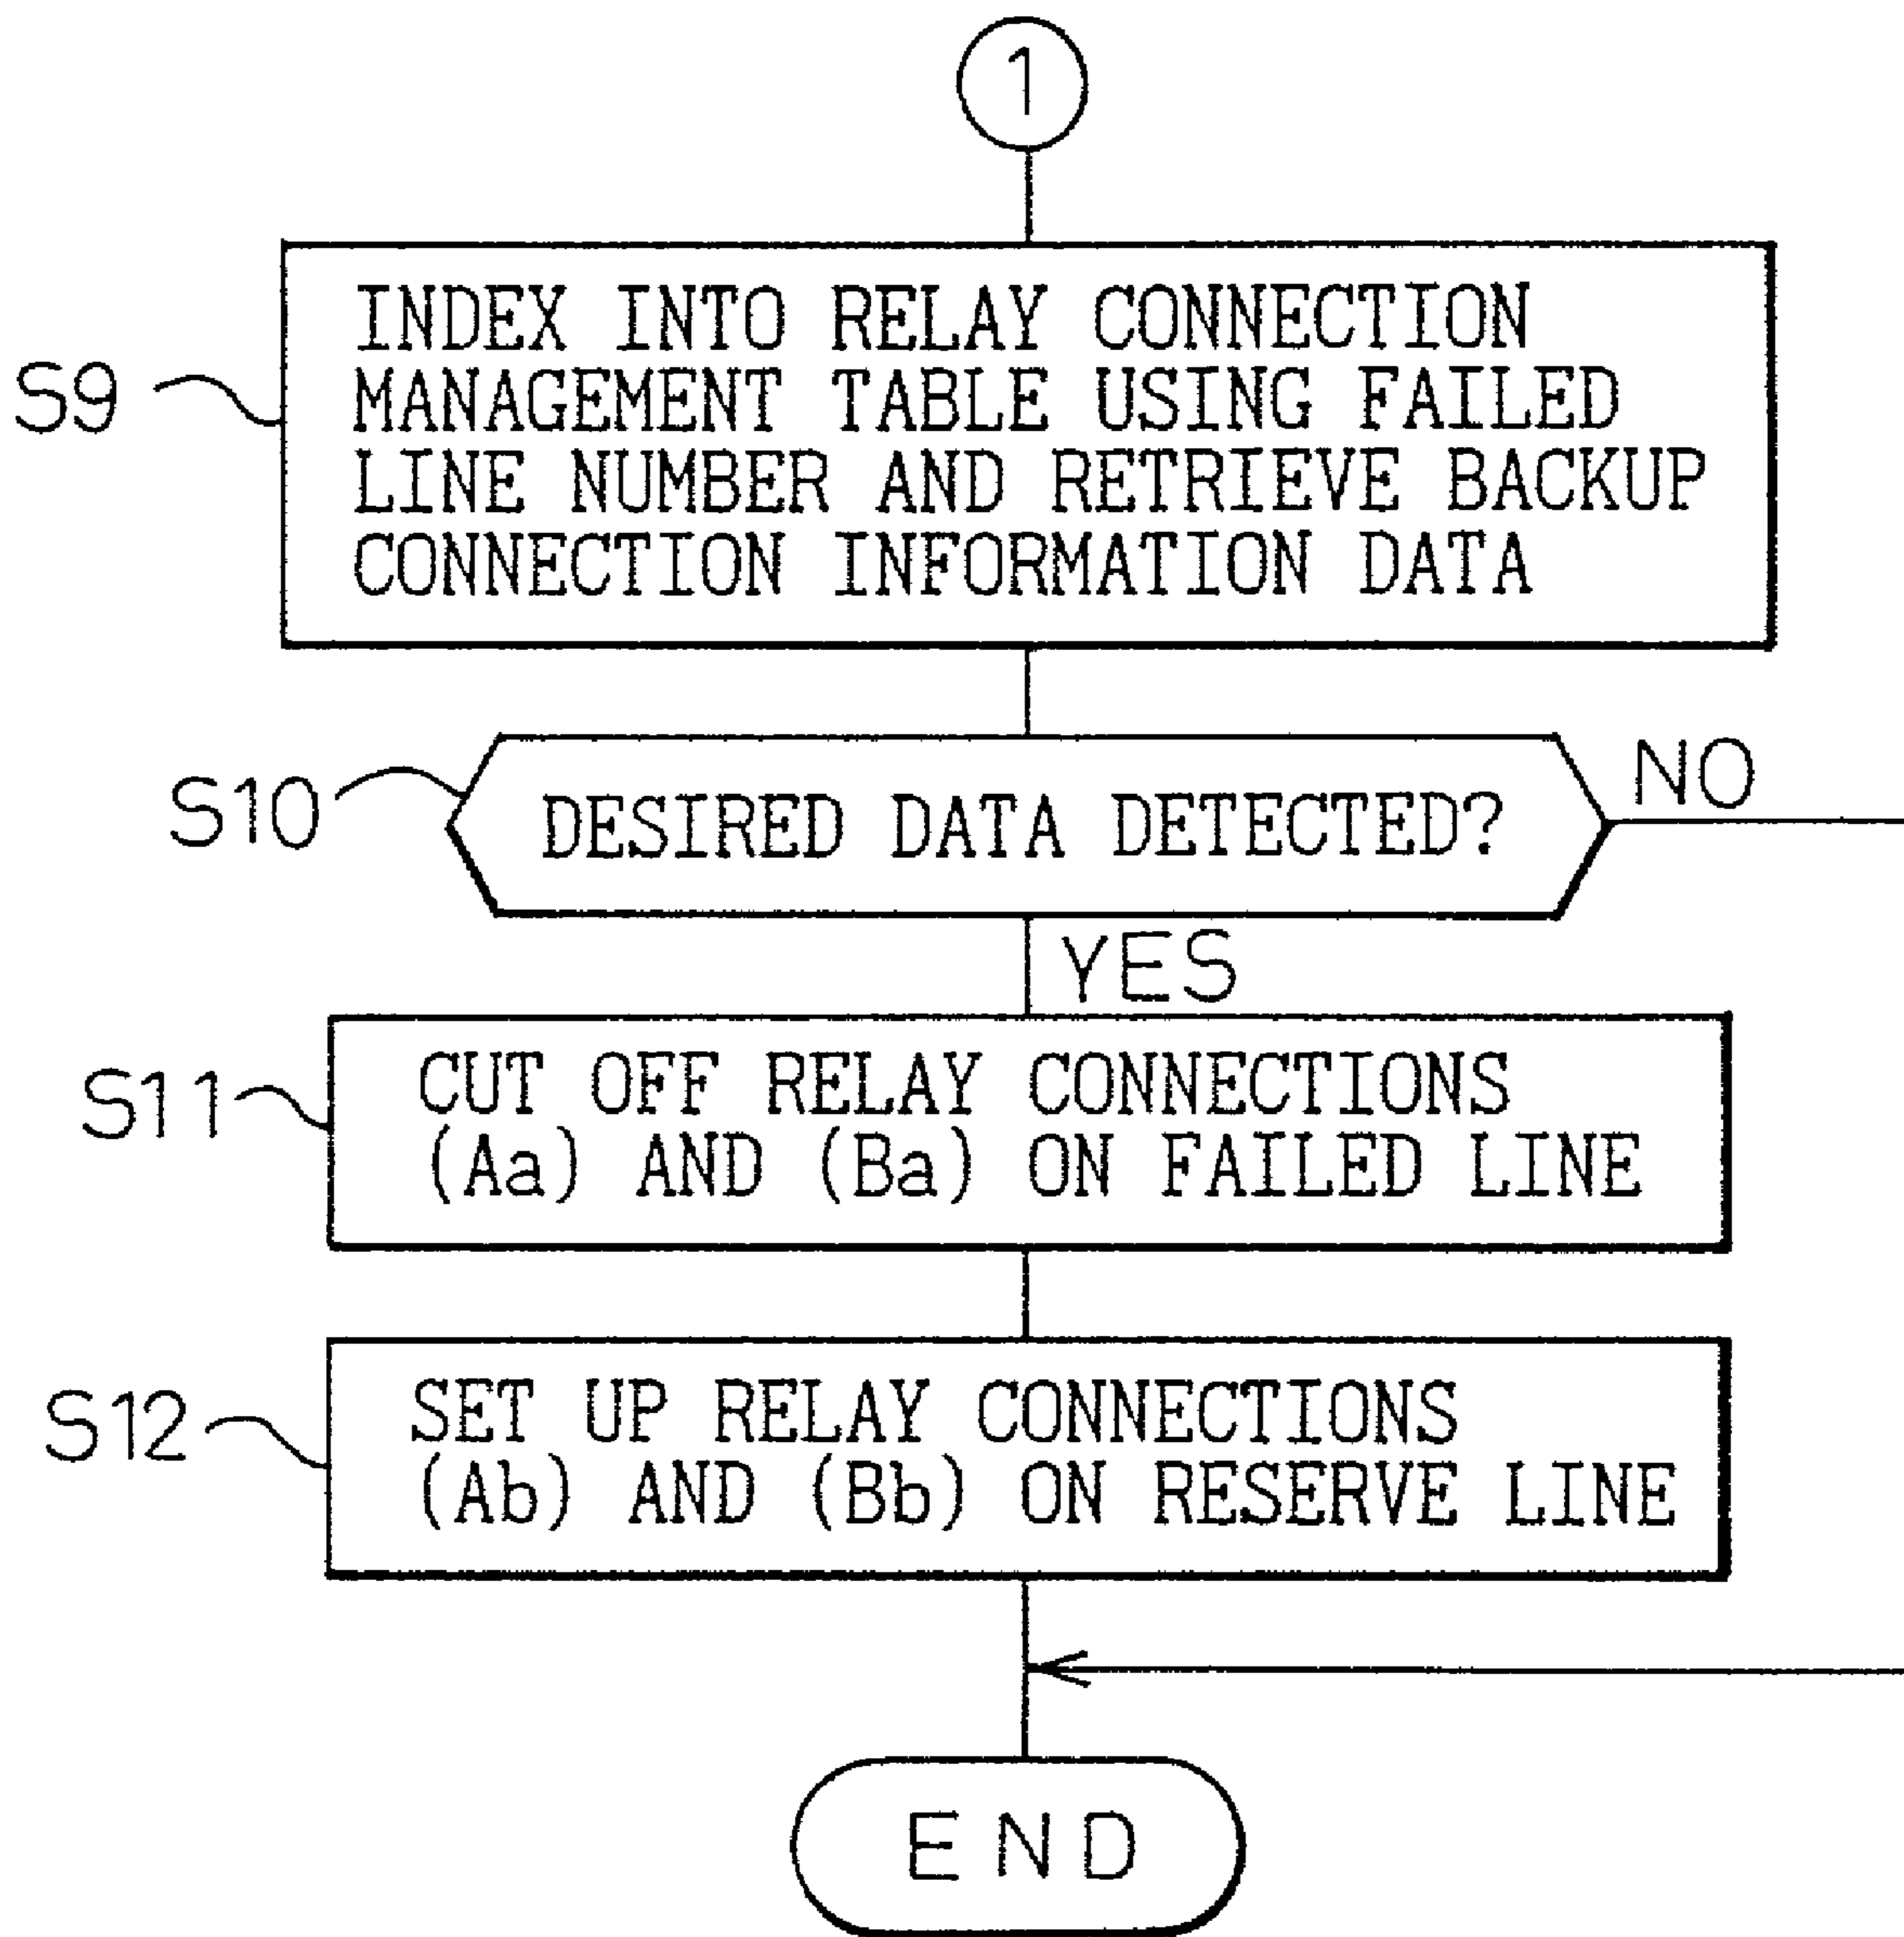 1
S9
INDEX INTO RELAY CONNECTION
MANAGEMENT TABLE USING FAILED
LINE NUMBER AND RETRIEVE BACKUP
CONNECTION INFORMATION DATA
S10
DESIRED DATA DETECTED?
NO
YES
S11
CUT OFF RELAY CONNECTIONS
(Aa) AND (Ba) ON FAILED LINE
S12
SET UP RELAY CONNECTIONS
(Ab) AND (Bb) ON RESERVE LINE
END